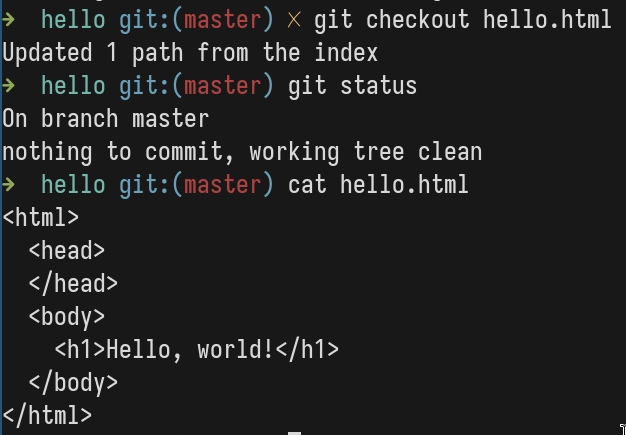 ➜  hello git:(master) ✗ git checkout hello.html
Updated 1 path from the index
➜  hello git:(master) git status
On branch master
nothing to commit, working tree clean
➜  hello git:(master) cat hello.html
<html>
  <head>
  </head>
  <body>
    <h1>Hello, world!</h1>
  </body>
</html>